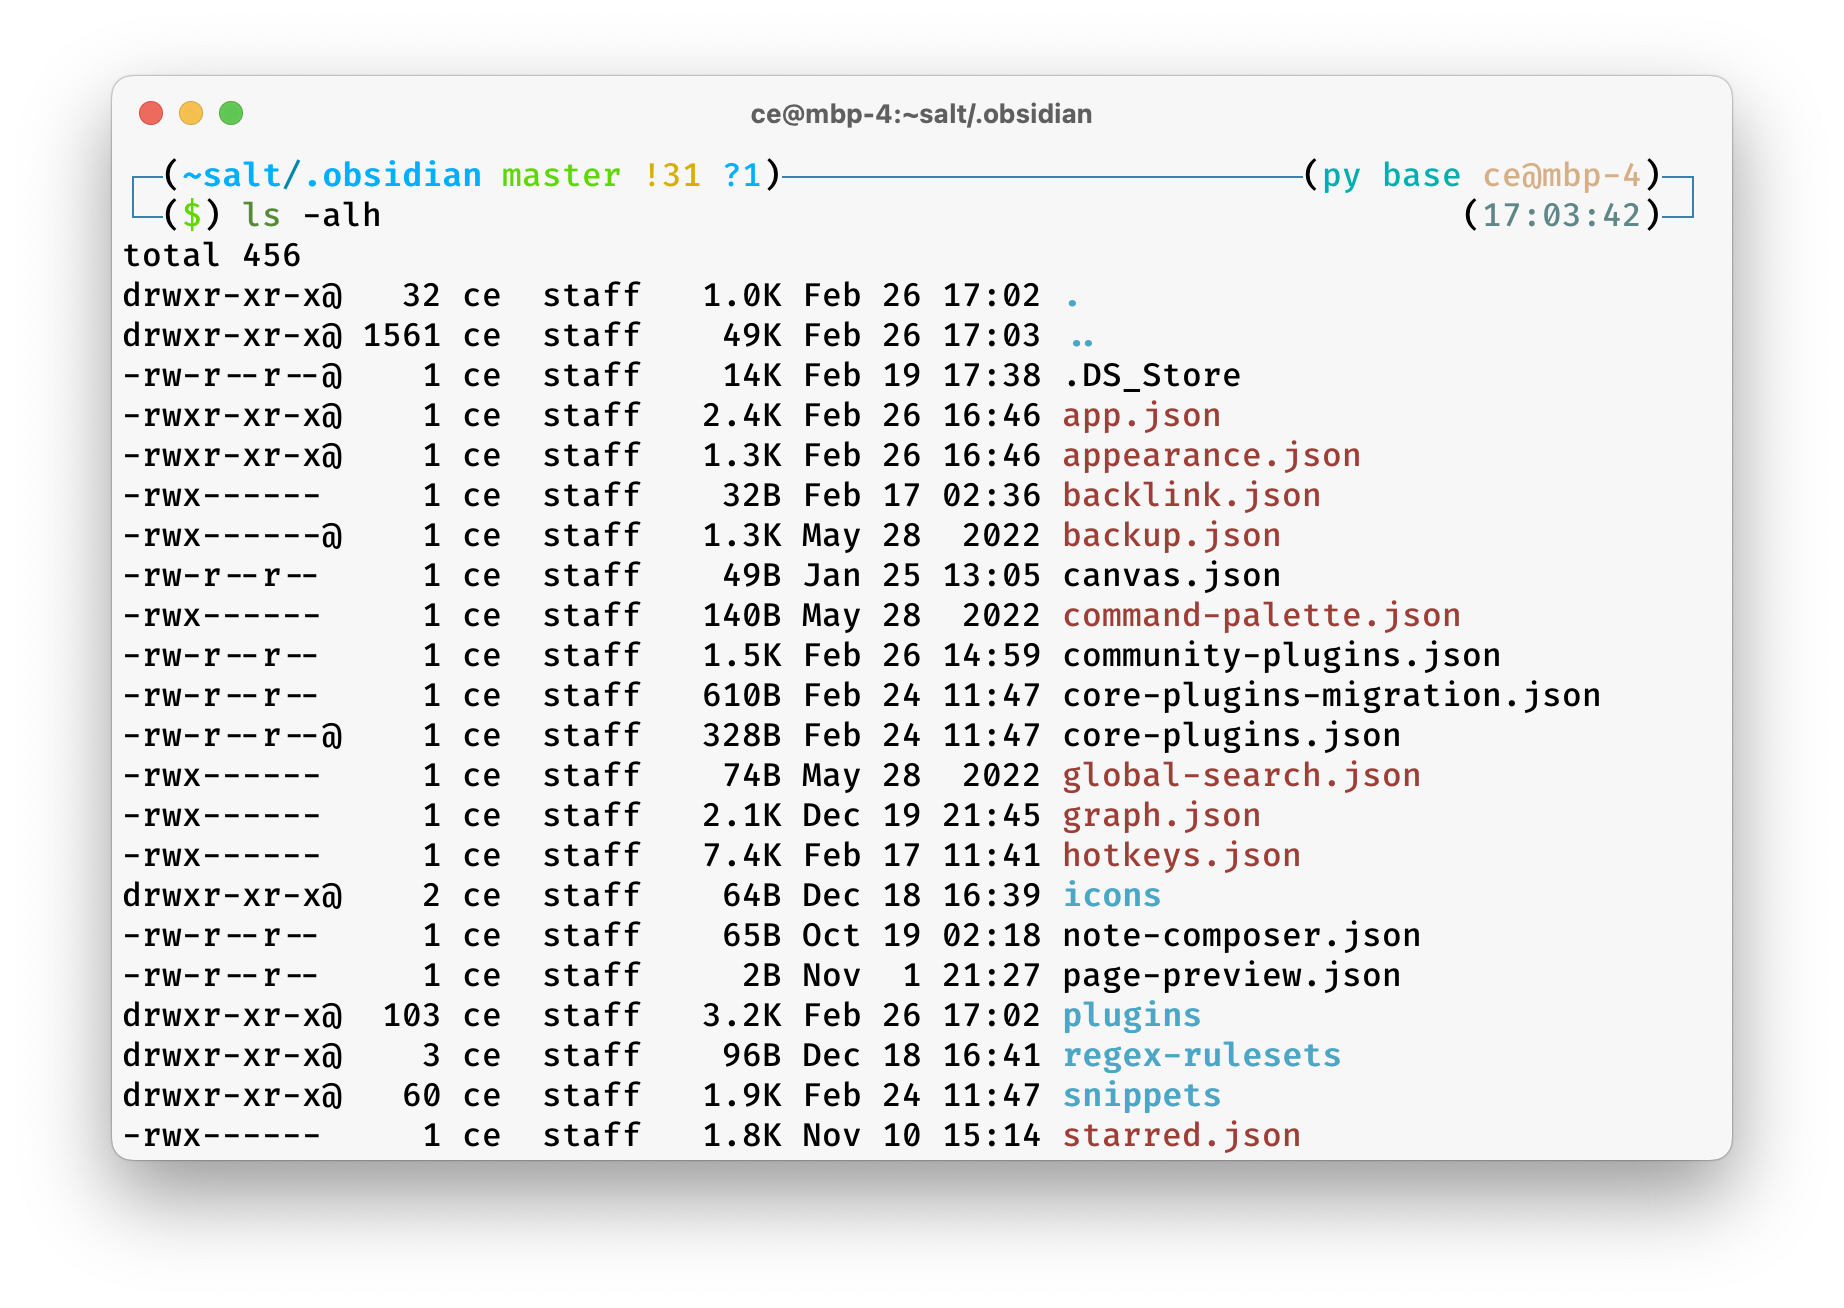 ce@mbp-4:~salt/.obsidian
(~salt/.obsidian master !31 ?1) (py base ce@mbp-4)
($) ls -alh (17:03:42)
total 456
drwxr-xr-x@   32 ce  staff   1.0K Feb 26 17:02 .
drwxr-xr-x@ 1561 ce  staff    49K Feb 26 17:03 ..
-rw-r--r--@    1 ce  staff    14K Feb 19 17:38 .DS_Store
-rwxr-xr-x@    1 ce  staff   2.4K Feb 26 16:46 app.json
-rwxr-xr-x@    1 ce  staff   1.3K Feb 26 16:46 appearance.json
-rwx------     1 ce  staff    32B Feb 17 02:36 backlink.json
-rwx------@    1 ce  staff   1.3K May 28  2022 backup.json
-rw-r--r--     1 ce  staff    49B Jan 25 13:05 canvas.json
-rwx------     1 ce  staff   140B May 28  2022 command-palette.json
-rw-r--r--     1 ce  staff   1.5K Feb 26 14:59 community-plugins.json
-rw-r--r--     1 ce  staff   610B Feb 24 11:47 core-plugins-migration.json
-rw-r--r--@    1 ce  staff   328B Feb 24 11:47 core-plugins.json
-rwx------     1 ce  staff    74B May 28  2022 global-search.json
-rwx------     1 ce  staff   2.1K Dec 19 21:45 graph.json
-rwx------     1 ce  staff   7.4K Feb 17 11:41 hotkeys.json
drwxr-xr-x@    2 ce  staff    64B Dec 18 16:39 icons
-rw-r--r--     1 ce  staff    65B Oct 19 02:18 note-composer.json
-rw-r--r--     1 ce  staff     2B Nov  1 21:27 page-preview.json
drwxr-xr-x@  103 ce  staff   3.2K Feb 26 17:02 plugins
drwxr-xr-x@    3 ce  staff    96B Dec 18 16:41 regex-rulesets
drwxr-xr-x@   60 ce  staff   1.9K Feb 24 11:47 snippets
-rwx------     1 ce  staff   1.8K Nov 10 15:14 starred.json